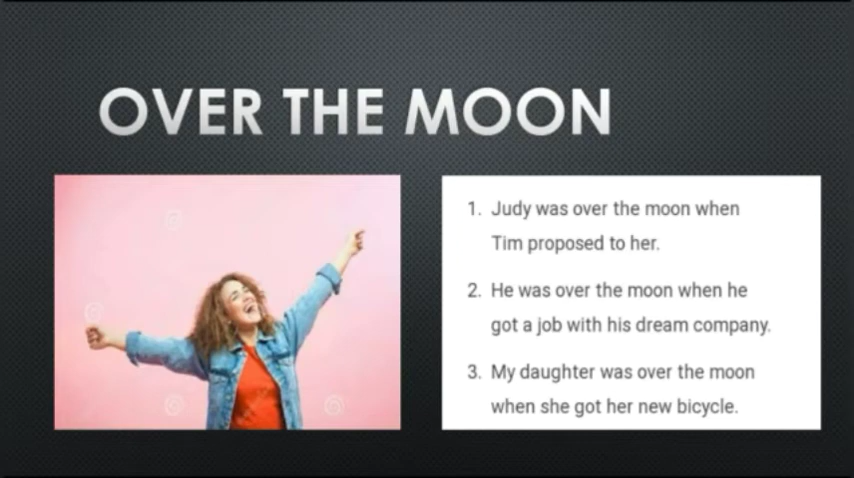 OVER THE MOON
1. Judy was over the moon when
Tim proposed to her.
2. He was over the moon when he
got a job with his dream company.
3. My daughter was over the moon
when she got her new bicycle.